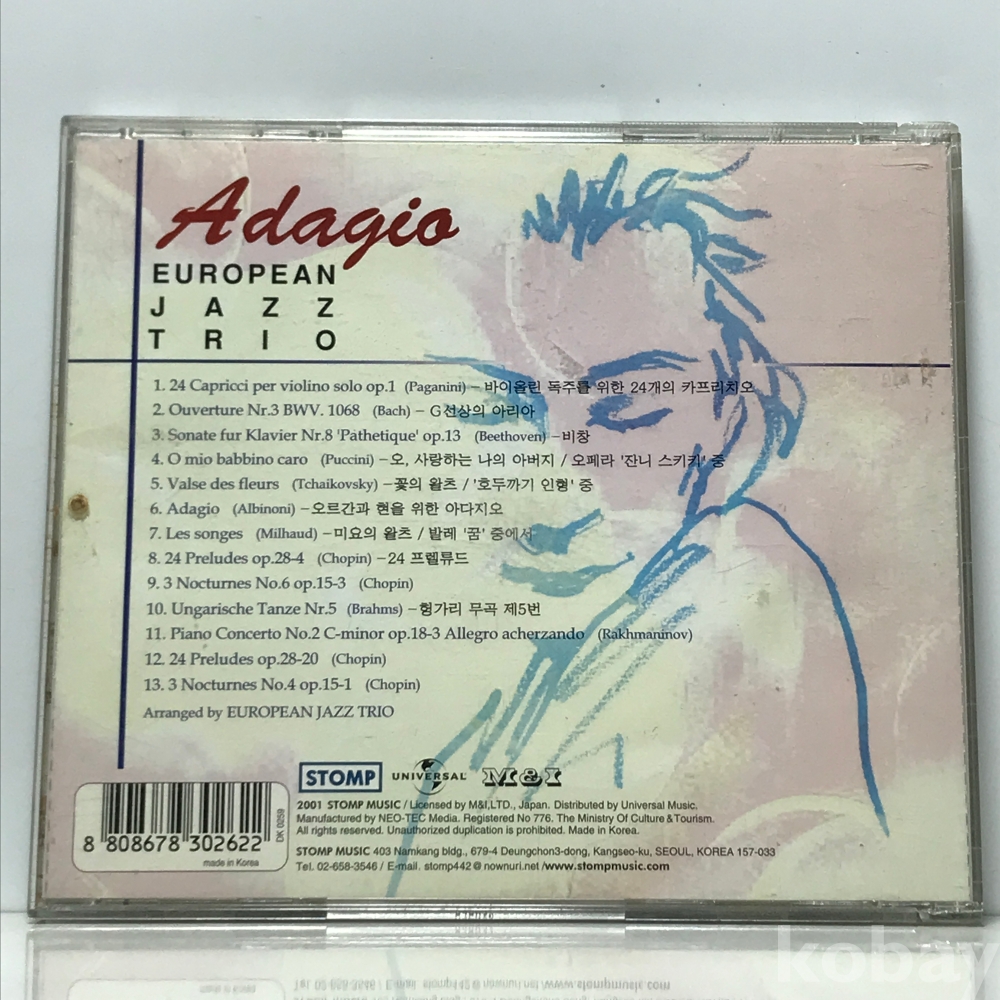 Adagio
EUROPEAN
JAZZ
TRIO
1. 24 Capricci per violino solo op.1 (Paganini) – 바이올린 독주를 위한 24개의 카프리치오
2. Ouverture Nr.3 BWV. 1068 (Bach) – G선상의 아리아
3. Sonate fur Klavier Nr.8 'Pathetique' op.13 (Beethoven) – 비창
4. O mio babbino caro (Puccini) – 오, 사랑하는 나의 아버지 / 오페라 '잔니 스키키' 중
5. Valse des fleurs (Tchaikovsky) – 꽃의 왈츠 / '호두까기 인형' 중
6. Adagio (Albinoni) – 오르간과 현을 위한 아다지오
7. Les songes (Milhaud) – 미요의 왈츠 / 발레 '꿈' 중에서
8. 24 Preludes op.28-4 (Chopin) – 24 프렐류드
9. 3 Nocturnes No.6 op.15-3 (Chopin)
10. Ungarische Tanze Nr.5 (Brahms) – 헝가리 무곡 제5번
11. Piano Concerto No.2 C-minor op.18-3 Allegro acherzando (Rakhmaninov)
12. 24 Preludes op.28-20 (Chopin)
13. 3 Nocturnes No.4 op.15-1 (Chopin)
Arranged by EUROPEAN JAZZ TRIO
STOMP UNIVERSAL M&I
2001 STOMP MUSIC / Licensed by M&I,LTD., Japan. Distributed by Universal Music.
Manufactured by NEO-TEC Media. Registered No 776. The Ministry Of Culture & Tourism.
All rights reserved. Unauthorized duplication is prohibited. Made in Korea.
STOMP MUSIC 403 Namkang bldg., 679-4 Deungchon3-dong, Kangseo-ku, SEOUL, KOREA 157-033
Tel. 02-658-3546 / E-mail. stomp442@nownuri.net /www.stompmusic.com
8 808678 302622
DK 0259
made in Korea
kobay